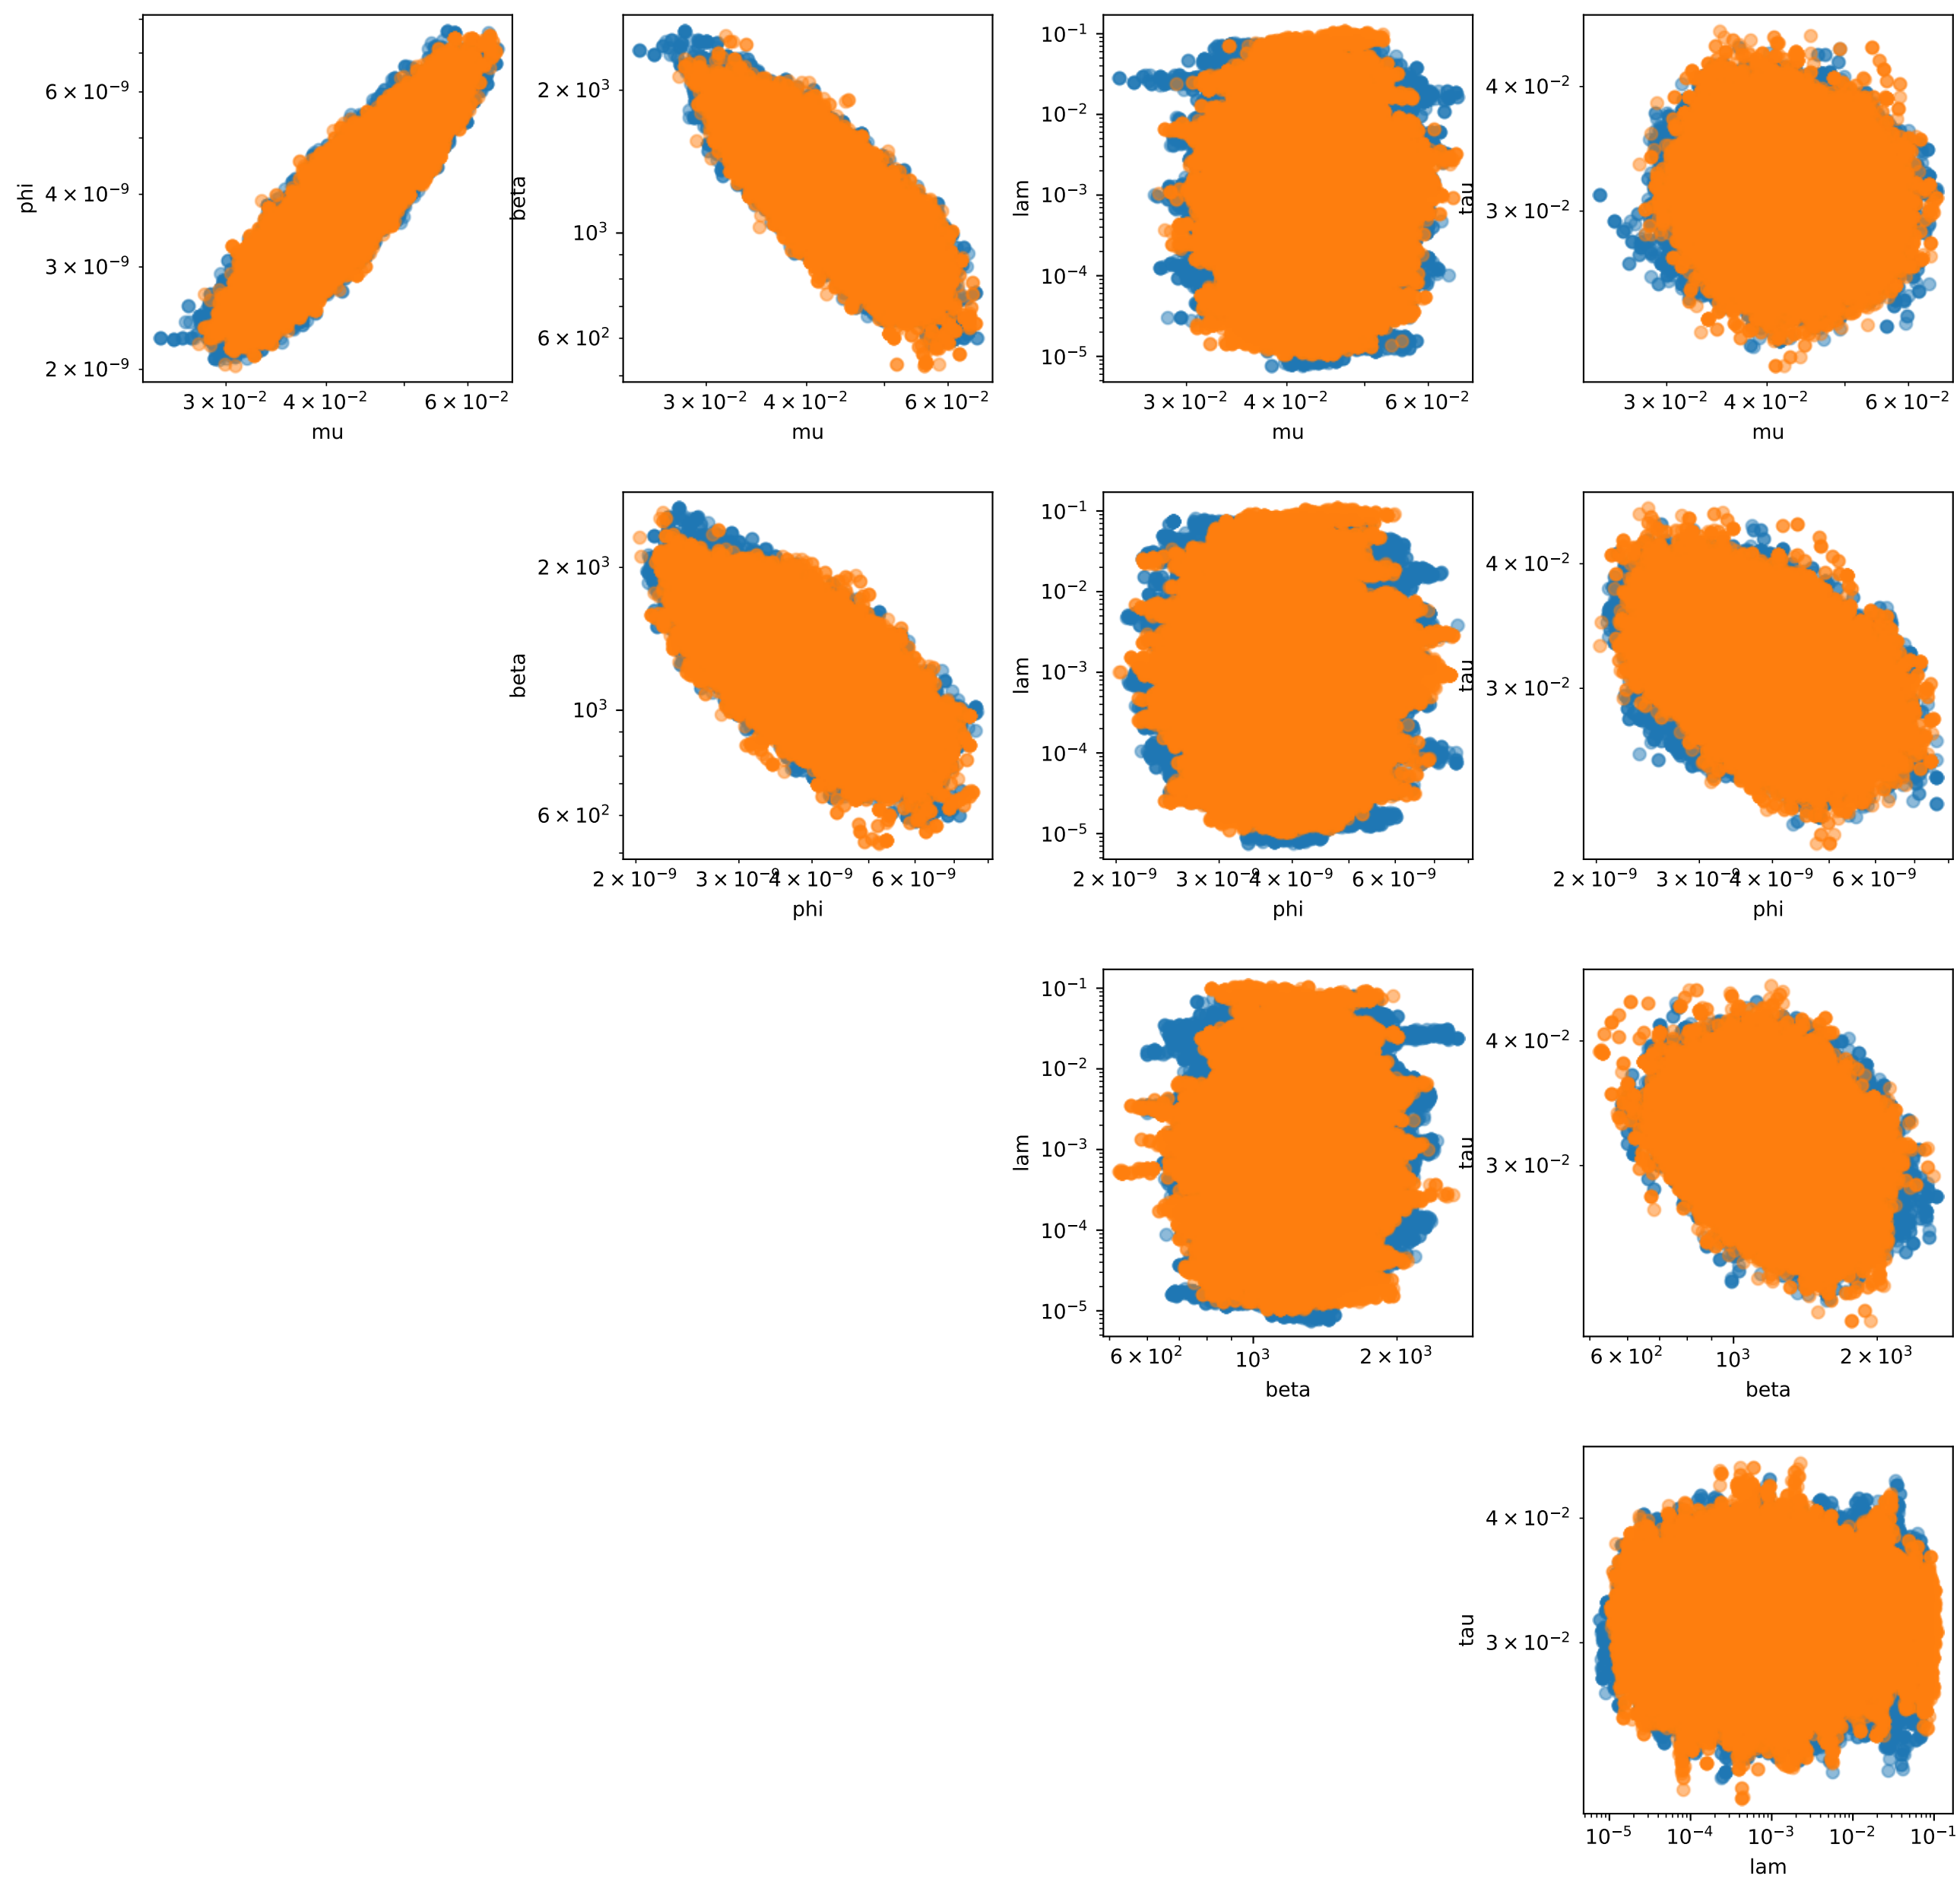 phi
6 × 10⁻⁹
4 × 10⁻⁹
3 × 10⁻⁹
2 × 10⁻⁹
3 × 10⁻² 4 × 10⁻² 6 × 10⁻²
mu
beta
2 × 10³
10³
6 × 10²
3 × 10⁻² 4 × 10⁻² 6 × 10⁻²
mu
lam
10⁻¹
10⁻²
10⁻³
10⁻⁴
10⁻⁵
3 × 10⁻² 4 × 10⁻² 6 × 10⁻²
mu
tau
4 × 10⁻²
3 × 10⁻²
3 × 10⁻² 4 × 10⁻² 6 × 10⁻²
mu
beta
2 × 10³
10³
6 × 10²
2 × 10⁻⁹ 3 × 10⁻⁹ 4 × 10⁻⁹ 6 × 10⁻⁹
phi
lam
10⁻¹
10⁻²
10⁻³
10⁻⁴
10⁻⁵
2 × 10⁻⁹ 3 × 10⁻⁹ 4 × 10⁻⁹ 6 × 10⁻⁹
phi
tau
4 × 10⁻²
3 × 10⁻²
2 × 10⁻⁹ 3 × 10⁻⁹ 4 × 10⁻⁹ 6 × 10⁻⁹
phi
lam
10⁻¹
10⁻²
10⁻³
10⁻⁴
10⁻⁵
6 × 10² 10³ 2 × 10³
beta
tau
4 × 10⁻²
3 × 10⁻²
6 × 10² 10³ 2 × 10³
beta
tau
4 × 10⁻²
3 × 10⁻²
10⁻⁵ 10⁻⁴ 10⁻³ 10⁻² 10⁻¹
lam